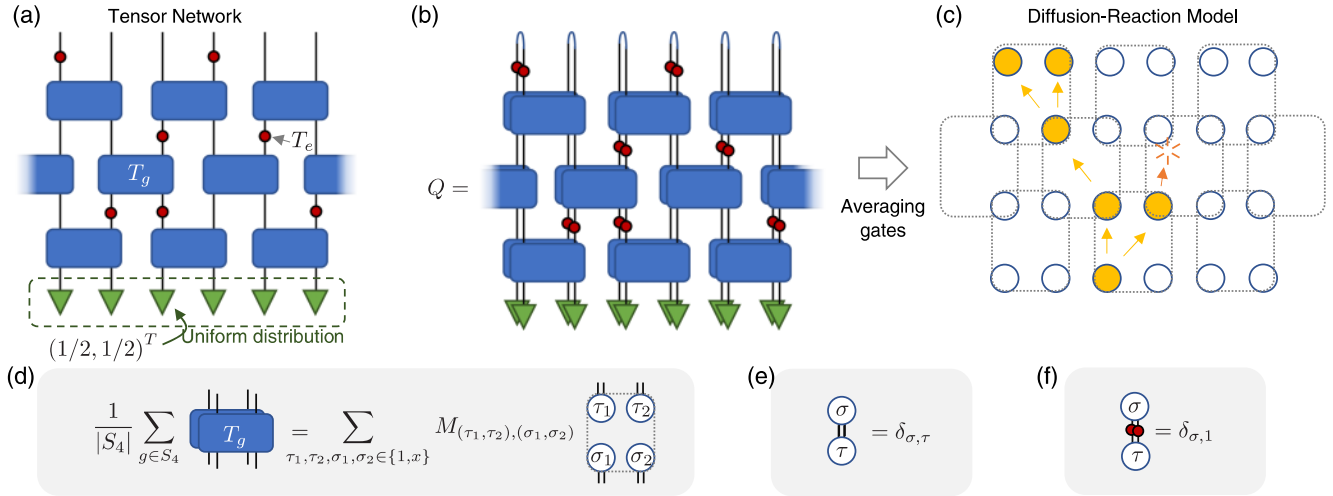 (a) Tensor Network
T_e
T_g
(1/2, 1/2)^T
Uniform distribution
(b)
Q =
Averaging
gates
(c) Diffusion-Reaction Model
(d)
1/|S_4| ∑_{g∈S_4} T_g = ∑_{τ_1,τ_2,σ_1,σ_2∈{1,x}} M_{(τ_1,τ_2),(σ_1,σ_2)} τ_1 τ_2 σ_1 σ_2
(e)
σ
τ
= δ_{σ,τ}
(f)
σ
τ
= δ_{σ,1}